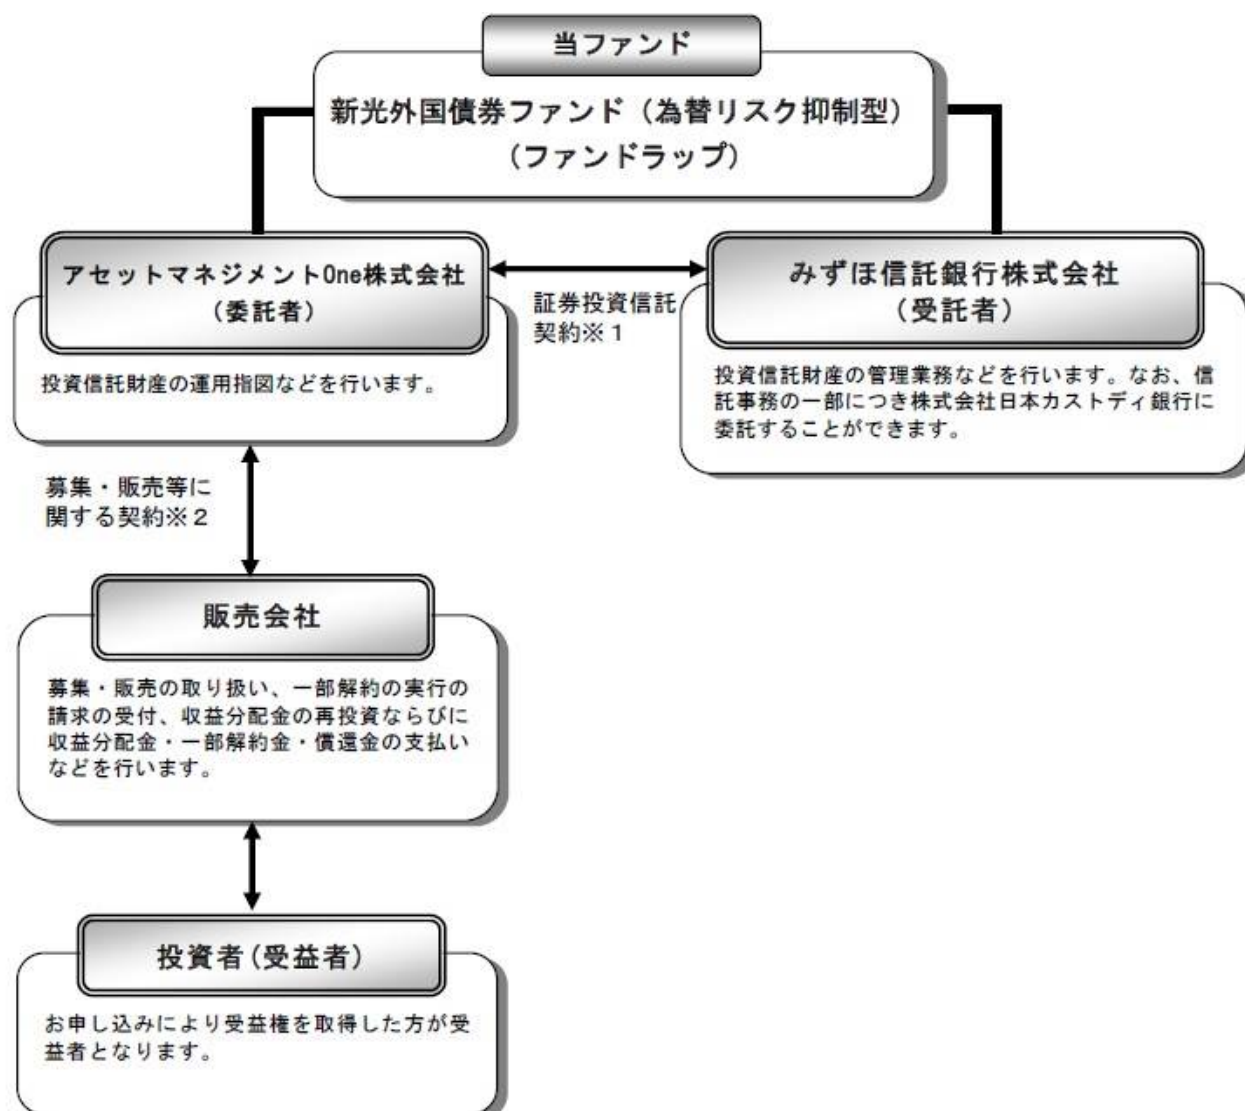 当ファンド
新光外国債券ファンド（為替リスク抑制型）
（ファンドラップ）
アセットマネジメントOne株式会社
（委託者）
投資信託財産の運用指図などを行います。
証券投資信託
契約※１
みずほ信託銀行株式会社
（受託者）
投資信託財産の管理業務などを行います。なお、信
託事務の一部につき株式会社日本カストディ銀行に
委託することができます。
募集・販売等に
関する契約※２
販売会社
募集・販売の取り扱い、一部解約の実行の
請求の受付、収益分配金の再投資ならびに
収益分配金・一部解約金・償還金の支払い
などを行います。
投資者(受益者)
お申し込みにより受益権を取得した方が受
益者となります。